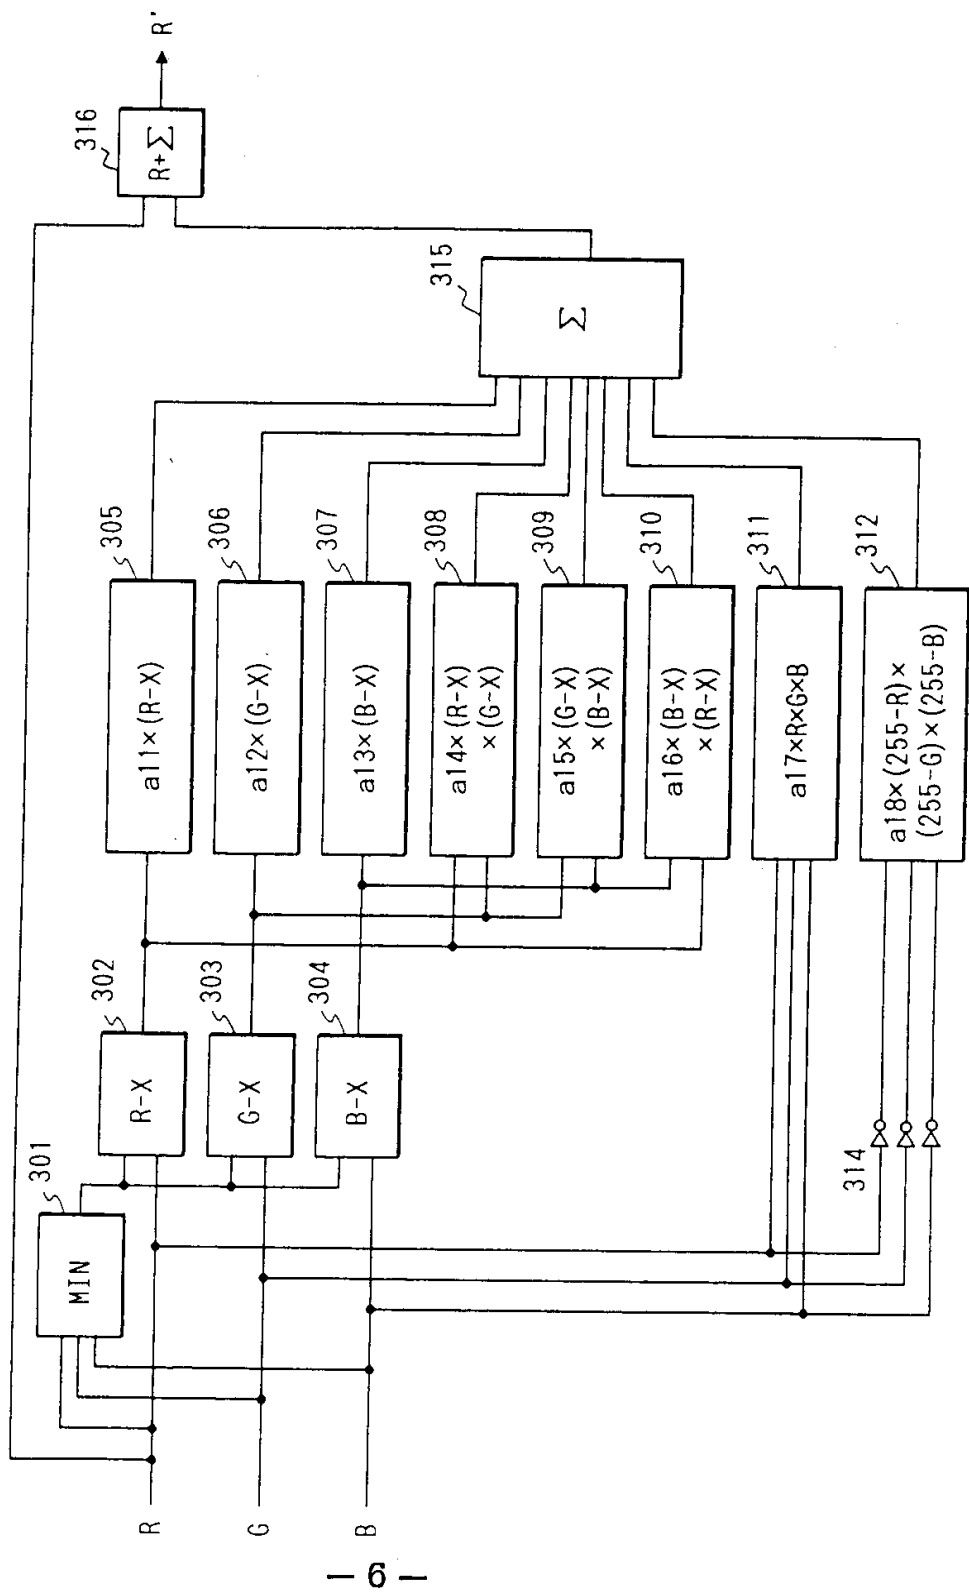 R
G
B
MIN
301
R-X
302
G-X
303
B-X
304
a11×(R-X)
305
a12×(G-X)
306
a13×(B-X)
307
a14×(R-X)
×(G-X)
308
a15×(G-X)
×(B-X)
309
a16×(B-X)
×(R-X)
310
a17×R×G×B
311
a18×(255-R)×
(255-G)×(255-B)
312
314
Σ
315
R+Σ
316
R'
— 6 —